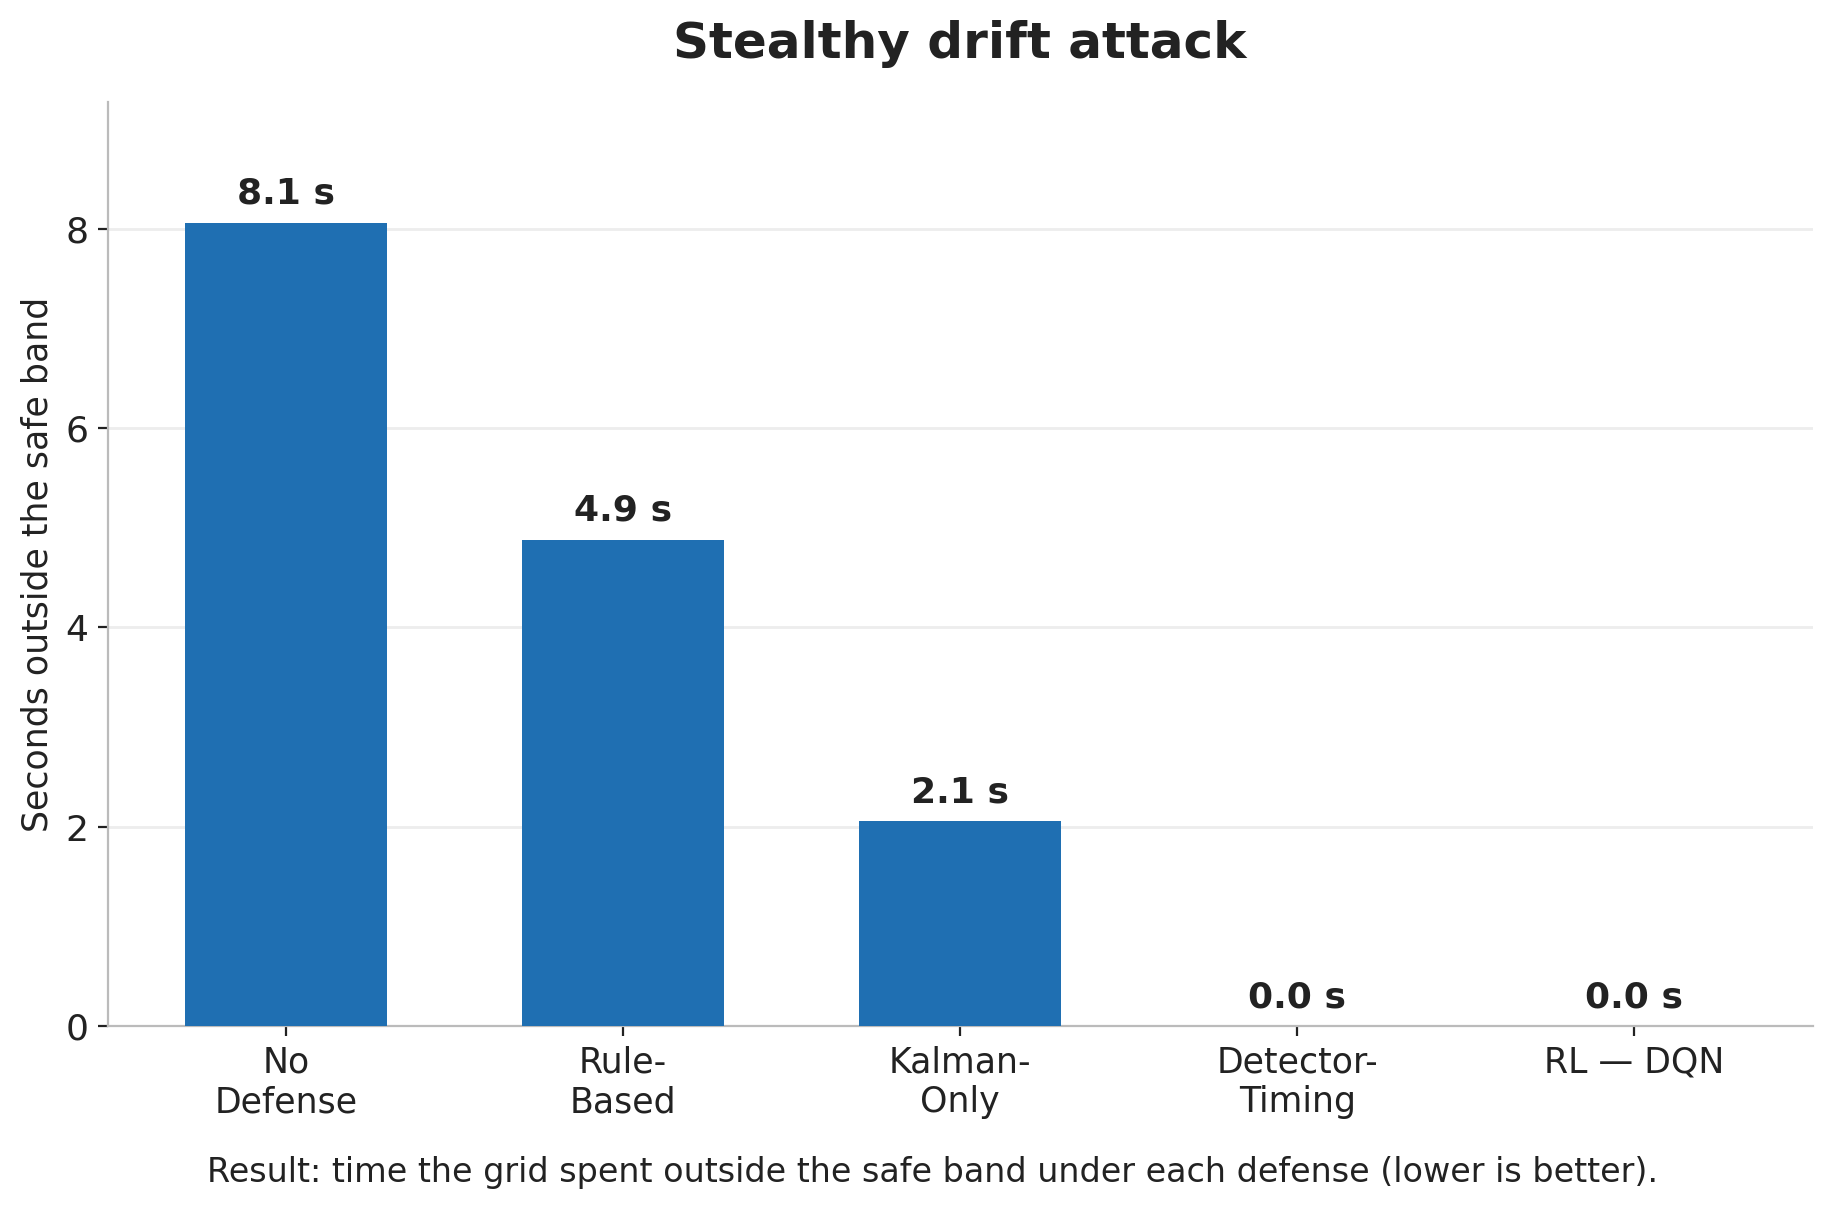 Stealthy drift attack
Seconds outside the safe band
8
6
4
2
0
8.1 s
4.9 s
2.1 s
0.0 s
0.0 s
No
Defense
Rule-
Based
Kalman-
Only
Detector-
Timing
RL — DQN
Result: time the grid spent outside the safe band under each defense (lower is better).